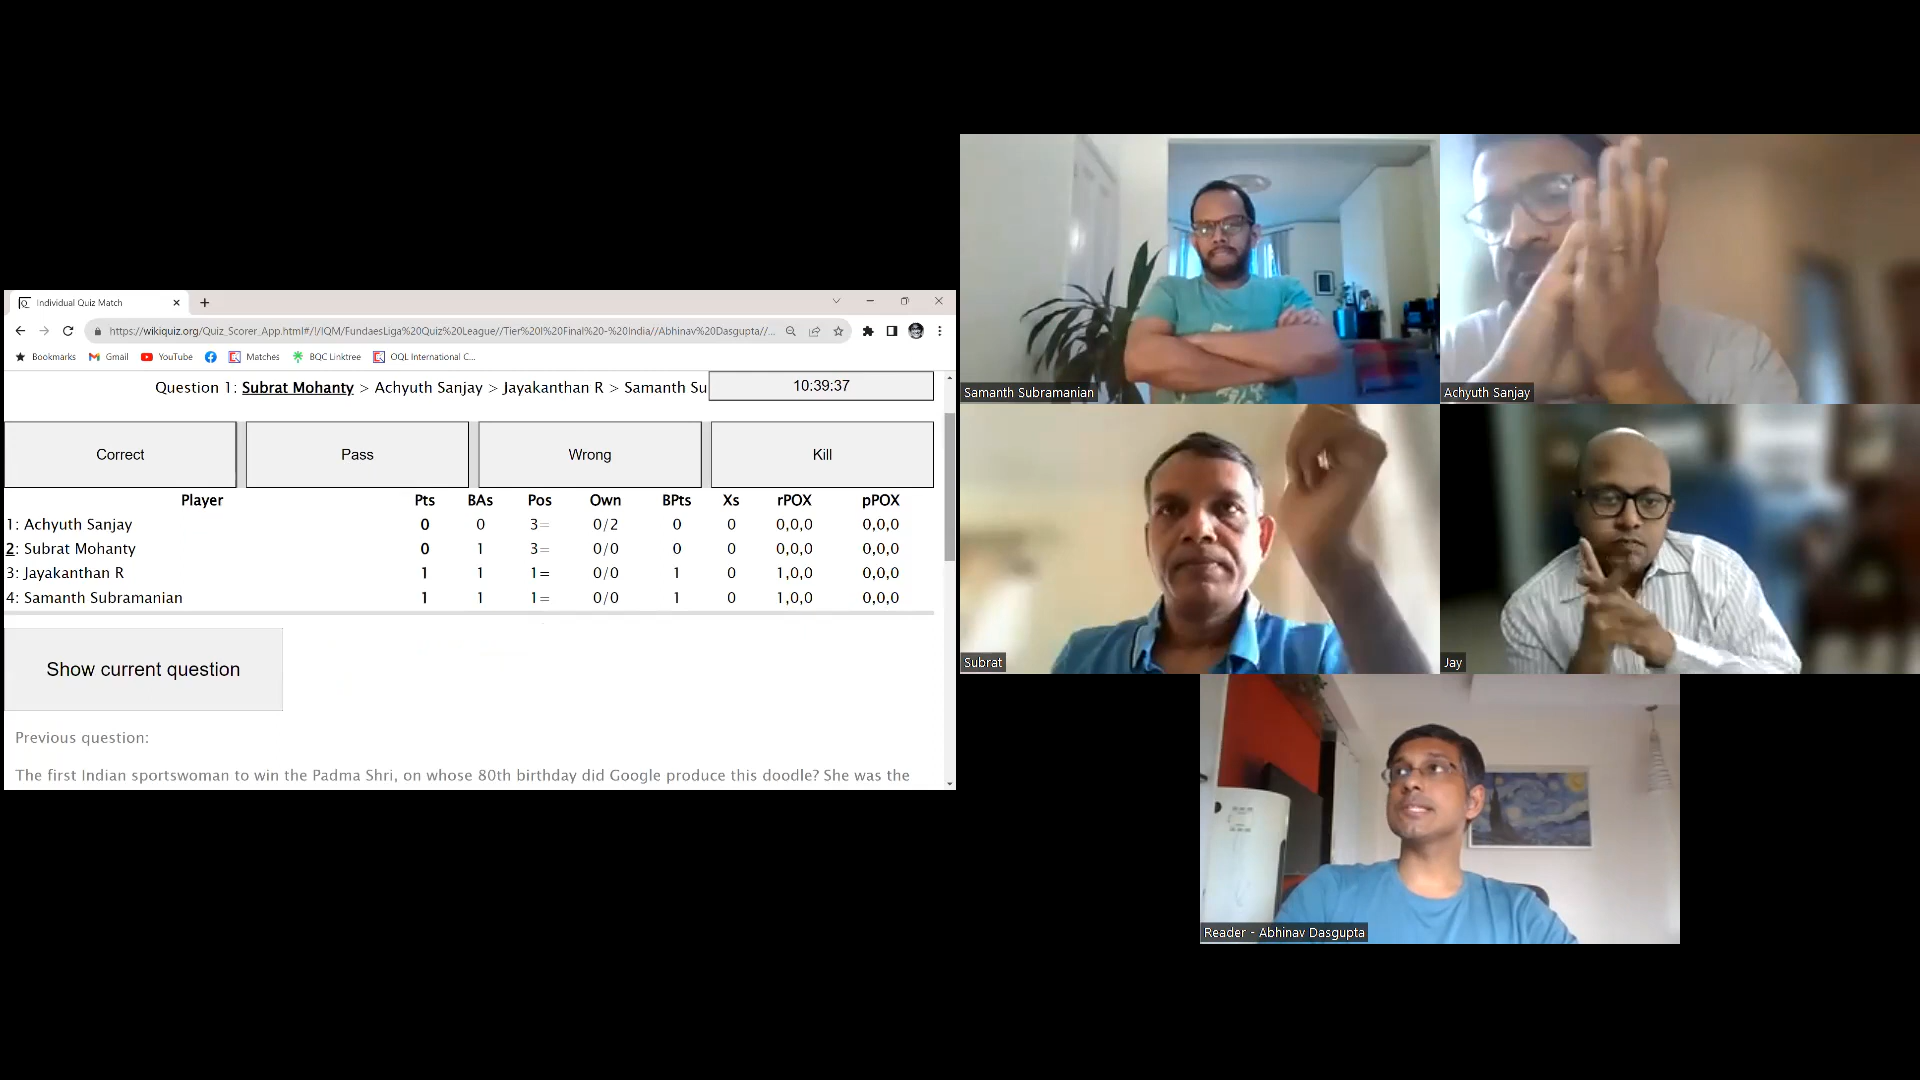 Individual Quiz Match
https://wikiquiz.org/Quiz_Scorer_App.html#/!/IQM/FundaesLiga%20Quiz%20League//Tier%20I%20Final%20-%20India//Abhinav%20Dasgupta//...
Bookmarks Gmail YouTube Matches BQC Linktree OQL International C...
Question 1: Subrat Mohanty > Achyuth Sanjay > Jayakanthan R > Samanth Su
10:39:37
Correct Pass Wrong Kill
Player Pts BAs Pos Own BPts Xs rPOX pPOX
1: Achyuth Sanjay 0 0 3= 0/2 0 0 0,0,0 0,0,0
2: Subrat Mohanty 0 1 3= 0/0 0 0 0,0,0 0,0,0
3: Jayakanthan R 1 1 1= 0/0 1 0 1,0,0 0,0,0
4: Samanth Subramanian 1 1 1= 0/0 1 0 1,0,0 0,0,0
Show current question
Previous question:
The first Indian sportswoman to win the Padma Shri, on whose 80th birthday did Google produce this doodle? She was the
Samanth Subramanian
Achyuth Sanjay
Subrat
Jay
Reader - Abhinav Dasgupta